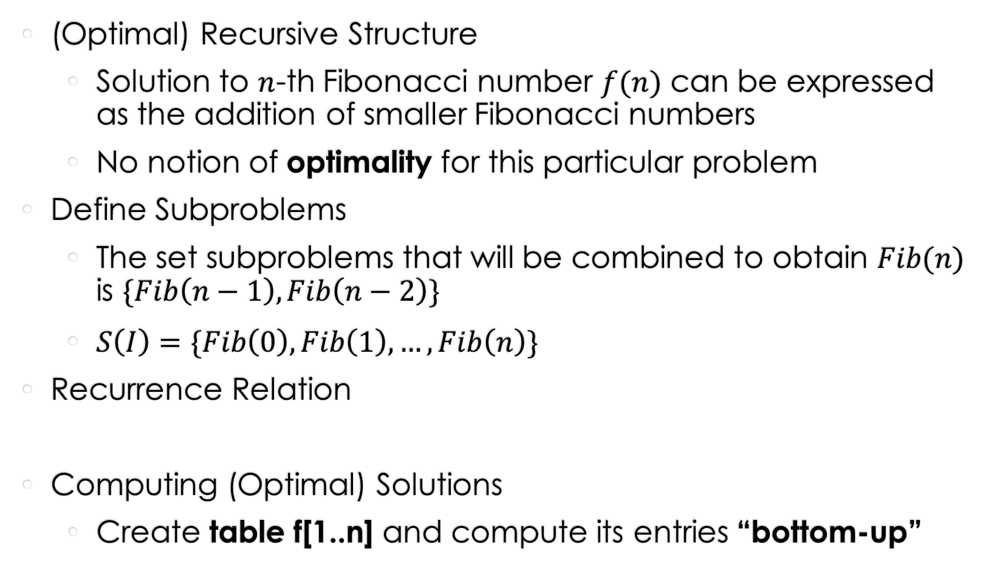 (Optimal) Recursive Structure
Solution to n-th Fibonacci number f(n) can be expressed
as the addition of smaller Fibonacci numbers
No notion of optimality for this particular problem
Define Subproblems
The set subproblems that will be combined to obtain Fib(n)
is {Fib(n − 1), Fib(n − 2)}
S(I) = {Fib(0), Fib(1), … , Fib(n)}
Recurrence Relation
Computing (Optimal) Solutions
Create table f[1..n] and compute its entries “bottom-up”